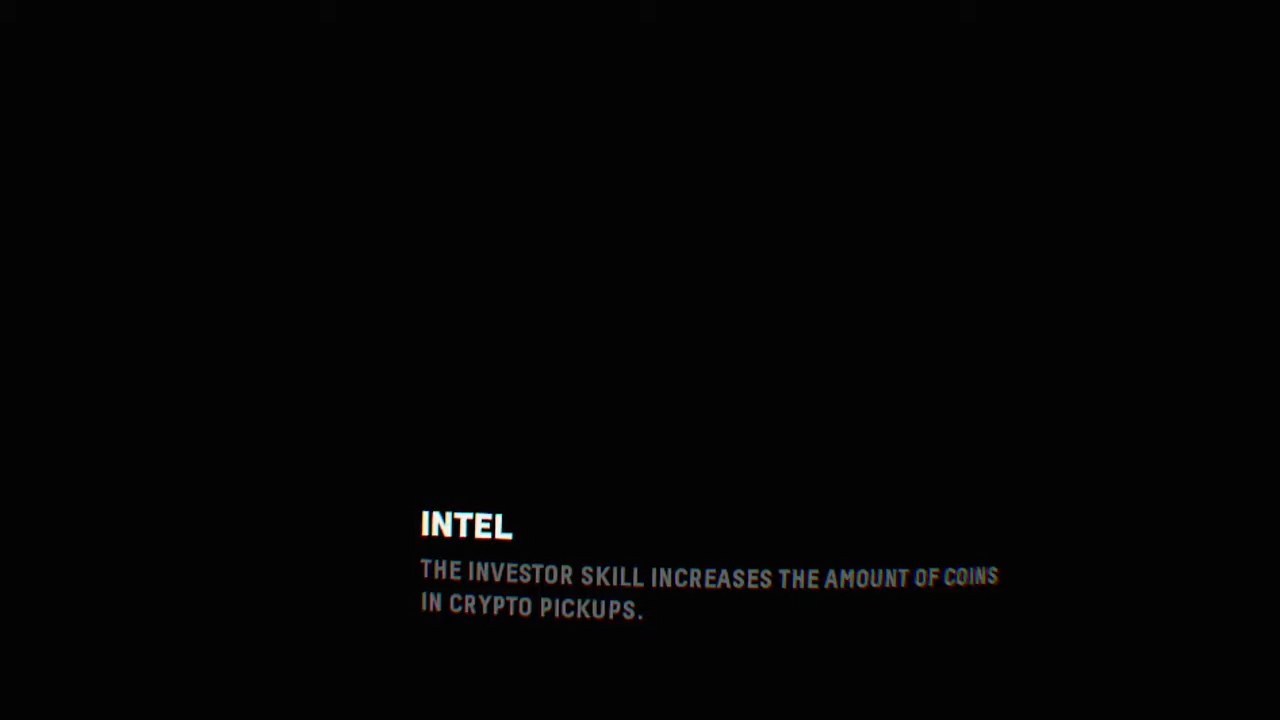 INTEL
THE INVESTOR SKILL INCREASES THE AMOUNT OF COINS
IN CRYPTO PICKUPS.